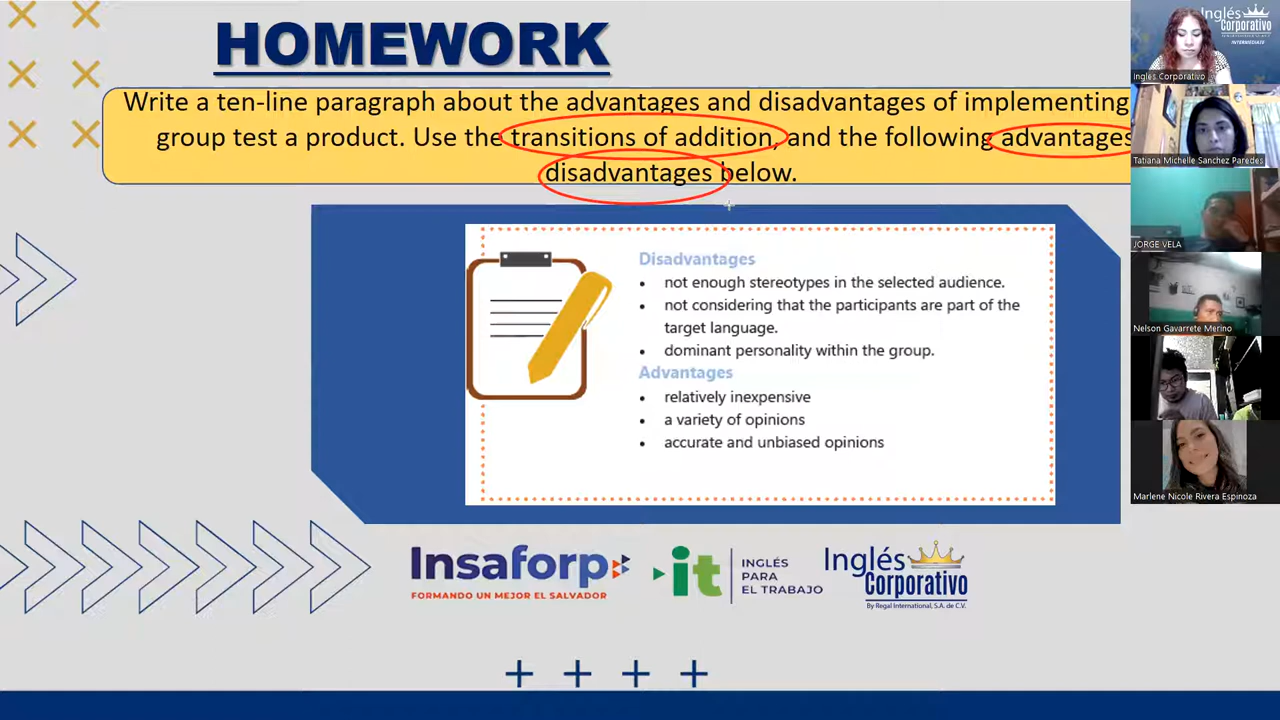 HOMEWORK
Write a ten-line paragraph about the advantages and disadvantages of implementing
group test a product. Use the transitions of addition, and the following advantages
disadvantages below.
Disadvantages
• not enough stereotypes in the selected audience.
• not considering that the participants are part of the
target language.
• dominant personality within the group.
Advantages
• relatively inexpensive
• a variety of opinions
• accurate and unbiased opinions
Insaforp
FORMANDO UN MEJOR EL SALVADOR
it
INGLÉS
PARA
EL TRABAJO
Inglés
Corporativo
By Regal International, S.A. de C.V.
Inglés
Corporativo
INTERMEDIATE
Inglés Corporativo
Tatiana Michelle Sanchez Paredes
JORGE VELA
Nelson Gavarrete Merino
Marlene Nicole Rivera Espinoza